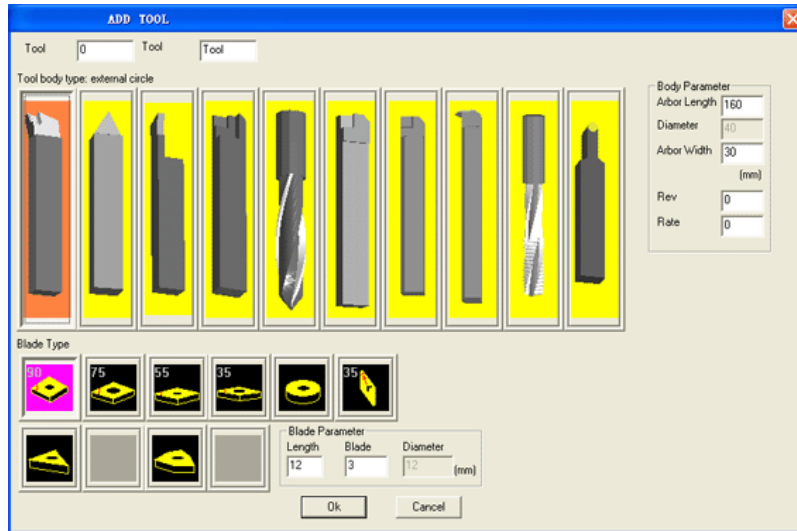 ADD TOOL
Tool 0 Tool Tool
Tool body type: external circle
Body Parameter
Arbor Length 160
Diameter 40
Arbor Width 30
(mm)
Rev 0
Rate 0
Blade Type
90 75 55 35 35
Blade Parameter
Length Blade Diameter
12 3 12 (mm)
Ok Cancel